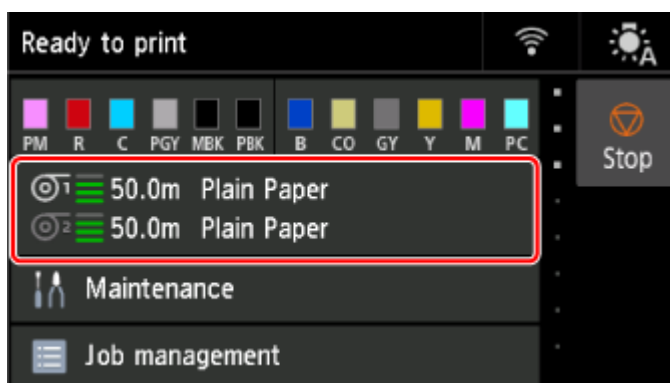 Ready to print
A
PM R C PGY MBK PBK B CO GY Y M PC
Stop
1 50.0m Plain Paper
2 50.0m Plain Paper
Maintenance
Job management